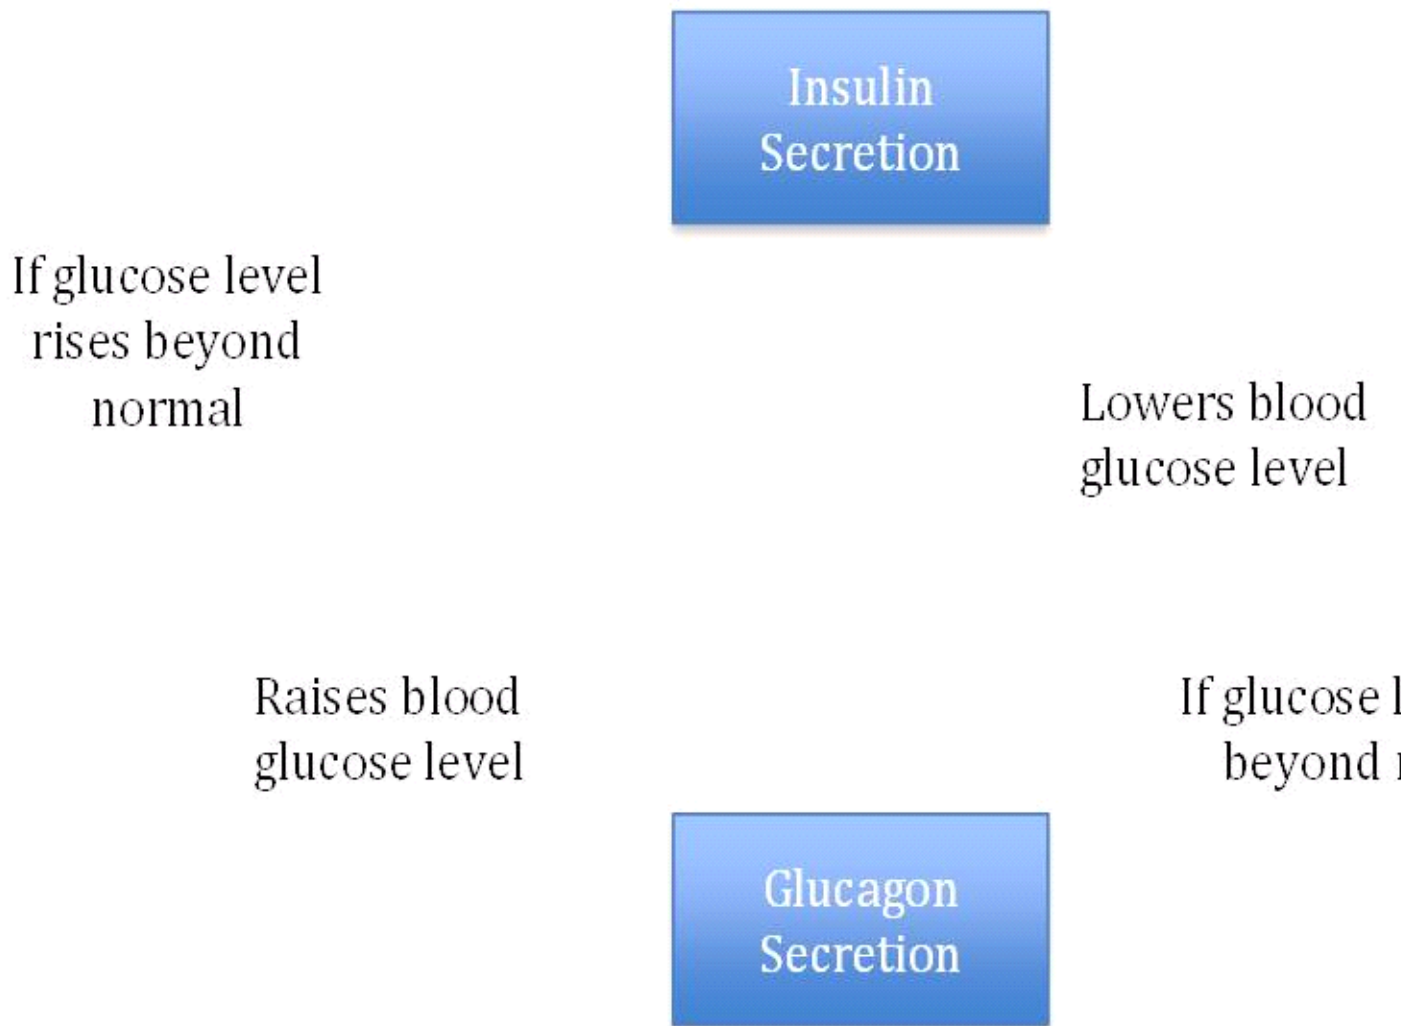 Insulin
Secretion
If glucose level
rises beyond
normal
Lowers blood
glucose level
Raises blood
glucose level
If glucose
beyond
Glucagon
Secretion